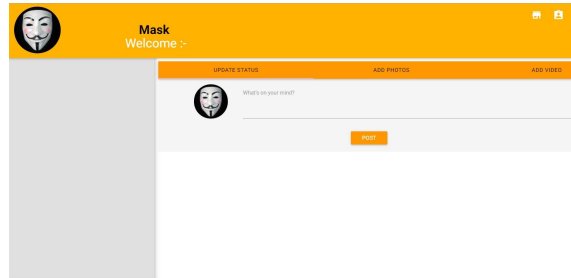 Mask
Welcome :-
UPDATE STATUS ADD PHOTOS ADD VIDEO
What's on your mind?
POST